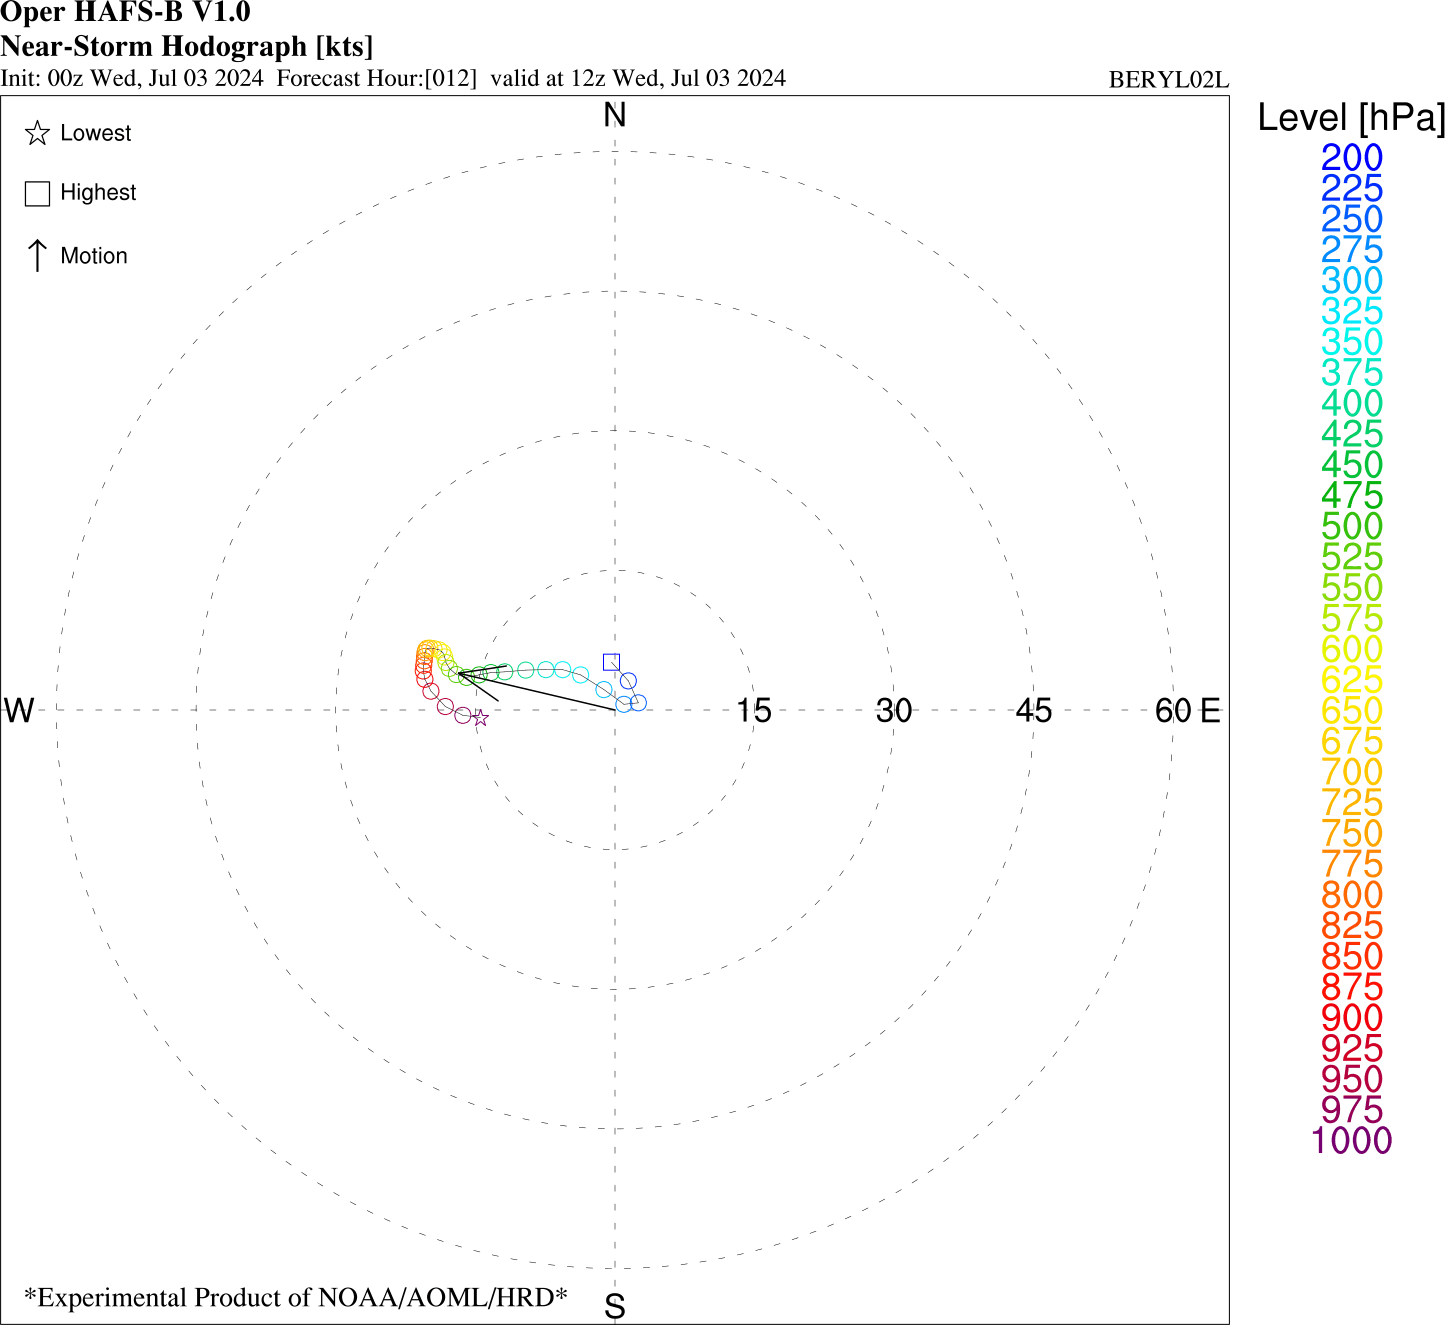 Oper HAFS-B V1.0
Near-Storm Hodograph [kts]
Init: 00z Wed, Jul 03 2024  Forecast Hour:[012]  valid at 12z Wed, Jul 03 2024
BERYL02L
Lowest
Highest
Motion
N
W
15
30
45
60
E
S
*Experimental Product of NOAA/AOML/HRD*
Level [hPa]
200
225
250
275
300
325
350
375
400
425
450
475
500
525
550
575
600
625
650
675
700
725
750
775
800
825
850
875
900
925
950
975
1000